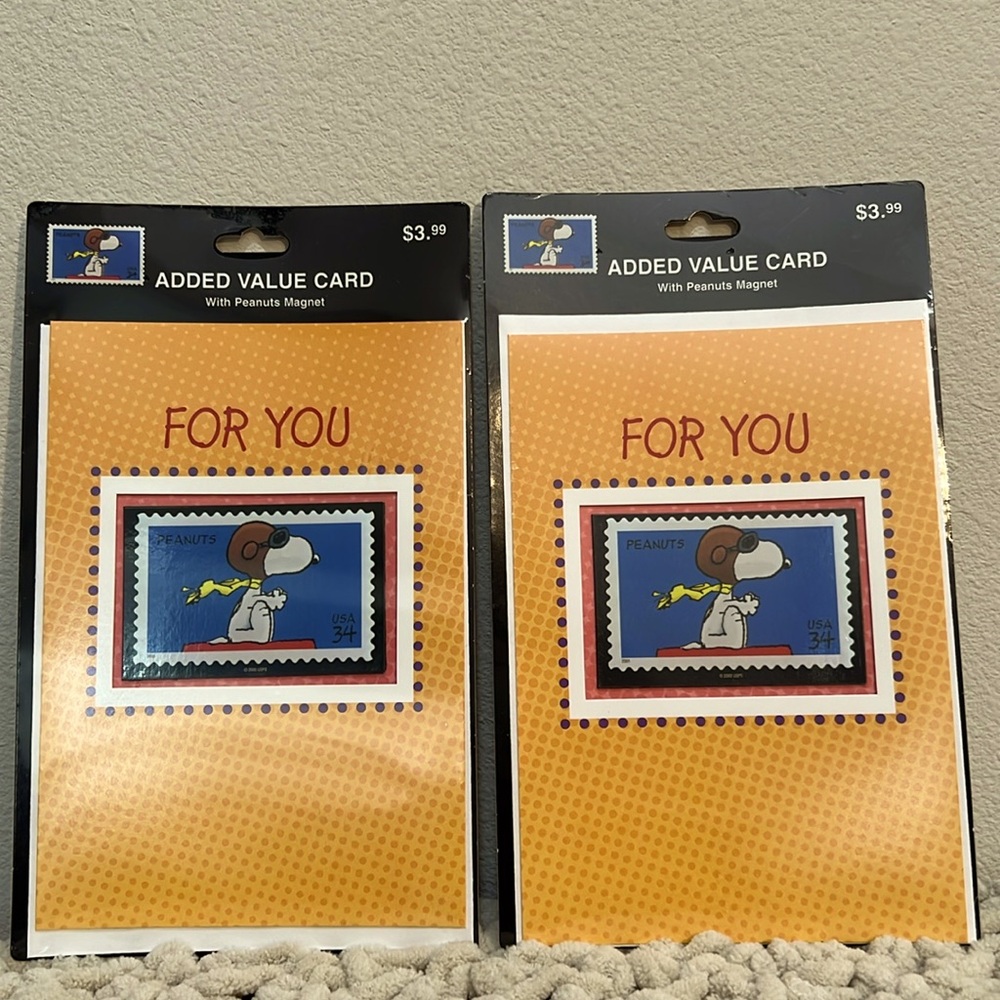 $3.99
ADDED VALUE CARD
With Peanuts Magnet
FOR YOU
PEANUTS
USA
34
$3.99
ADDED VALUE CARD
With Peanuts Magnet
FOR YOU
PEANUTS
USA
34